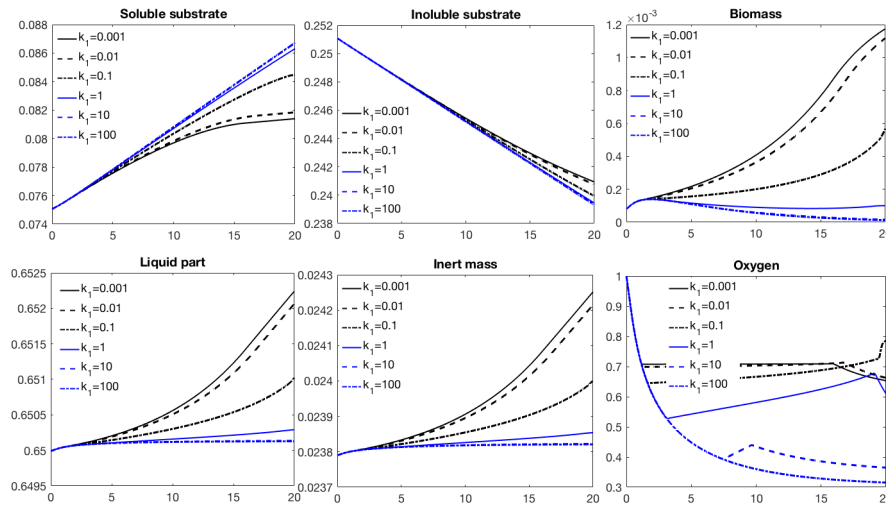 Soluble substrate
0.088
0.086
0.084
0.082
0.08
0.078
0.076
0.074
0 5 10 15 20
k1=0.001
k1=0.01
k1=0.1
k1=1
k1=10
k1=100
Inoluble substrate
0.252
0.25
0.248
0.246
0.244
0.242
0.24
0.238
0 5 10 15 20
k1=0.001
k1=0.01
k1=0.1
k1=1
k1=10
k1=100
Biomass
×10-3
1.2
1
0.8
0.6
0.4
0.2
0
0 5 10 15 20
k1=0.001
k1=0.01
k1=0.1
k1=1
k1=10
k1=100
Liquid part
0.6525
0.652
0.6515
0.651
0.6505
0.65
0.6495
0 5 10 15 20
k1=0.001
k1=0.01
k1=0.1
k1=1
k1=10
k1=100
Inert mass
0.0243
0.0242
0.0241
0.024
0.0239
0.0238
0.0237
0 5 10 15 20
k1=0.001
k1=0.01
k1=0.1
k1=1
k1=10
k1=100
Oxygen
1
0.9
0.8
0.7
0.6
0.5
0.4
0.3
0 5 10 15 20
k1=0.001
k1=0.01
k1=0.1
k1=1
k1=10
k1=100